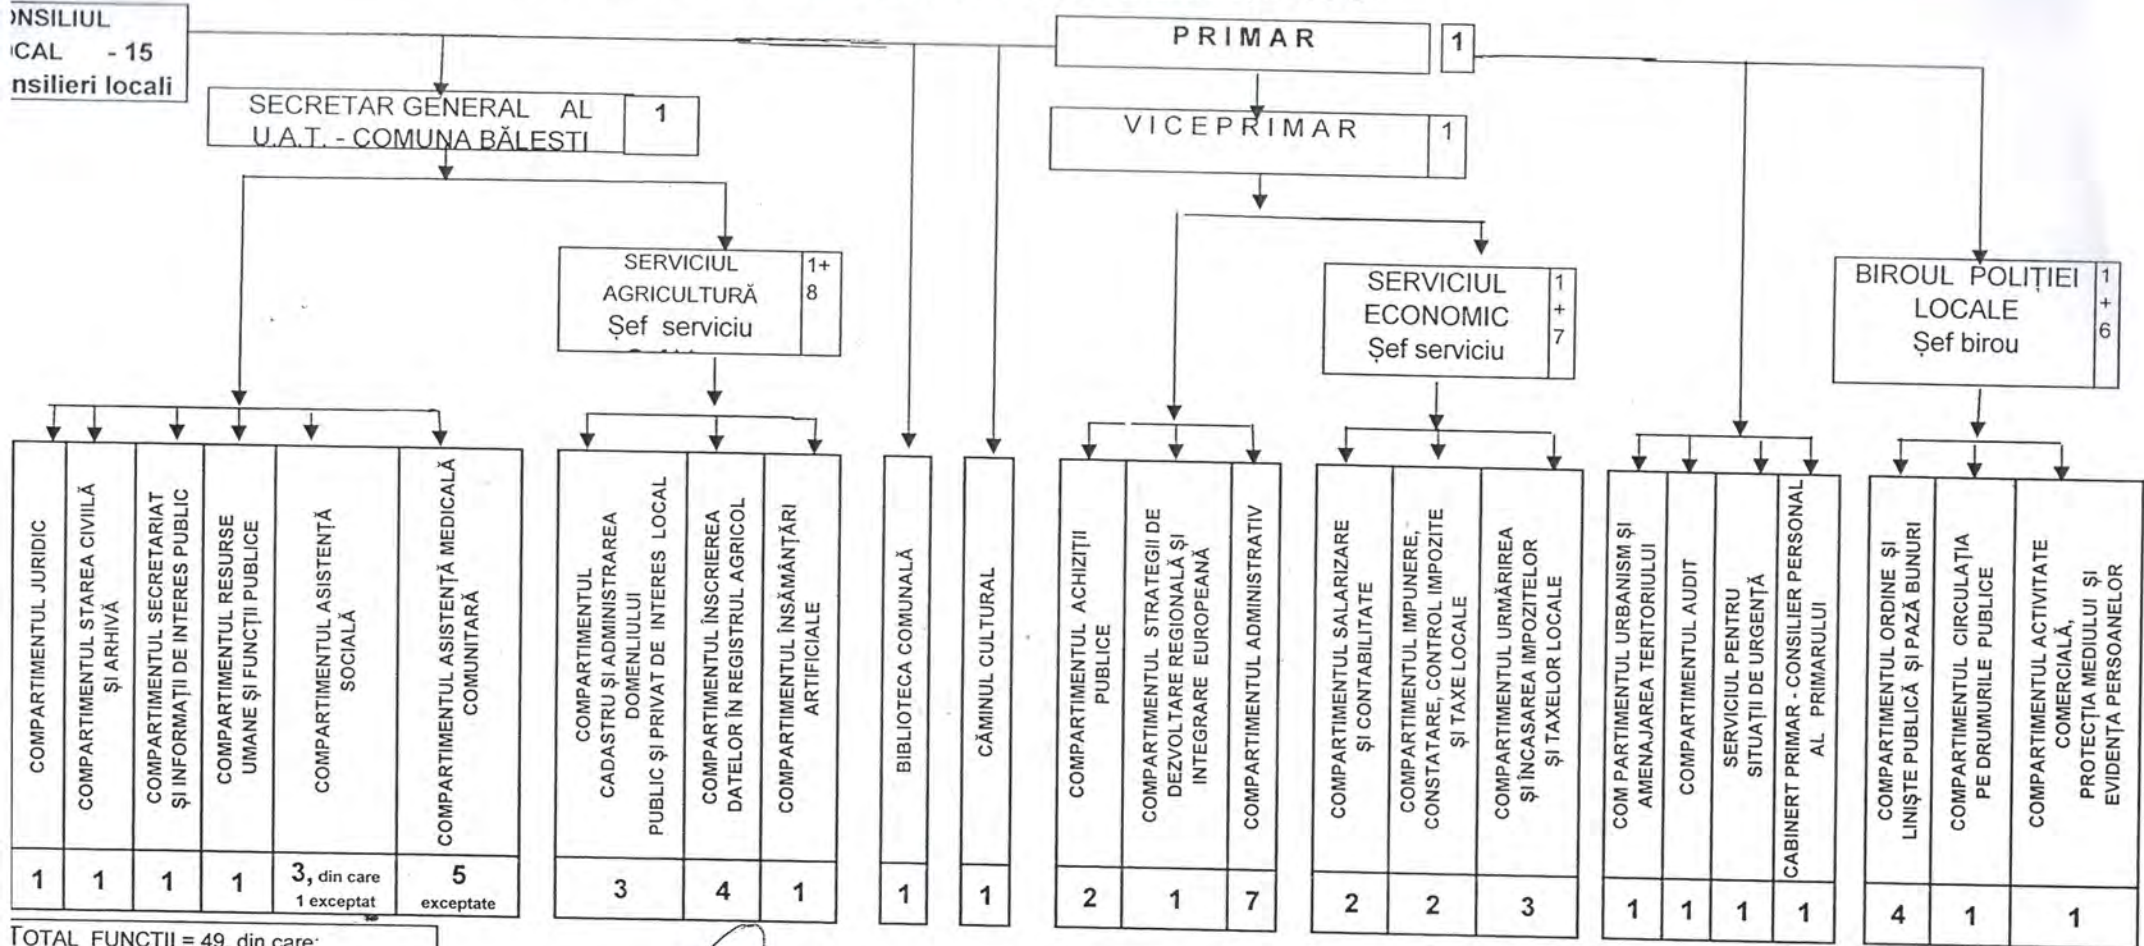 - 15
PRIMAR
1
SECRETAR GENERAL AL
U.A.T. - COMUNA BĂLEȘTI
1
VICEPRIMAR
1
SERVICIUL
AGRICULTURĂ
Șef serviciu
1+
8
SERVICIUL
ECONOMIC
Șef serviciu
1
+
7
BIROUL POLIȚIEI
LOCALE
Șef birou
1
+
6
COMPARTIMENTUL JURIDIC
1
COMPARTIMENTUL STAREA CIVIILĂ
ȘI ARHIVĂ
1
COMPARTIMENTUL SECRETARIAT
ȘI INFORMAȚII DE INTERES PUBLIC
1
COMPARTIMENTUL RESURSE
UMANE ȘI FUNCȚII PUBLICE
1
COMPARTIMENTUL ASISTENȚĂ
SOCIALĂ
3, din care
1 exceptat
COMPARTIMENTUL ASISTENȚĂ MEDICALĂ
COMUNITARĂ
5
exceptate
COMPARTIMENTUL
CADASTRU ȘI ADMINISTRAREA
DOMENLIULUI
PUBLIC ȘI PRIVAT DE INTERES LOCAL
3
COMPARTIMENTUL ÎNSCRIEREA
DATELOR ÎN REGISTRUL AGRICOL
4
COMPARTIMENTUL ÎNSĂMÂNȚĂRI
ARTIFICIALE
1
BIBLIOTECA COMUNALĂ
1
CĂMINUL CULTURAL
1
COMPARTIMENTUL ACHIZIȚII
PUBLICE
2
COMPARTIMENTUL STRATEGII DE
DEZVOLTARE REGIONALĂ ȘI
INTEGRARE EUROPEANĂ
1
COMPARTIMENTUL ADMINISTRATIV
7
COMPARTIMENTUL SALARIZARE
ȘI CONTABILITATE
2
COMPARTIMENTUL IMPUNERE,
CONSTATARE, CONTROL IMPOZITE
ȘI TAXE LOCALE
2
COMPARTIMENTUL URMĂRIREA
ȘI ÎNCASAREA IMPOZITELOR
ȘI TAXELOR LOCALE
3
COM PARTIMENTUL URBANISM ȘI
AMENAJAREA TERITORIULUI
1
COMPARTIMENTUL AUDIT
1
SERVICIUL PENTRU
SITUAȚII DE URGENȚĂ
1
CABINERT PRIMAR - CONSILIER PERSONAL
AL PRIMARULUI
1
COMPARTIMENTUL ORDINE ȘI
LINIȘTE PUBLICĂ ȘI PAZĂ BUNURI
4
COMPARTIMENTUL CIRCULAȚIA
PE DRUMURILE PUBLICE
1
COMPARTIMENTUL ACTIVITATE
COMERCIALĂ,
PROTECȚIA MEDIULUI ȘI
EVIDENȚA PERSOANELOR
1
TOTAL FUNCȚII = 49 din care: